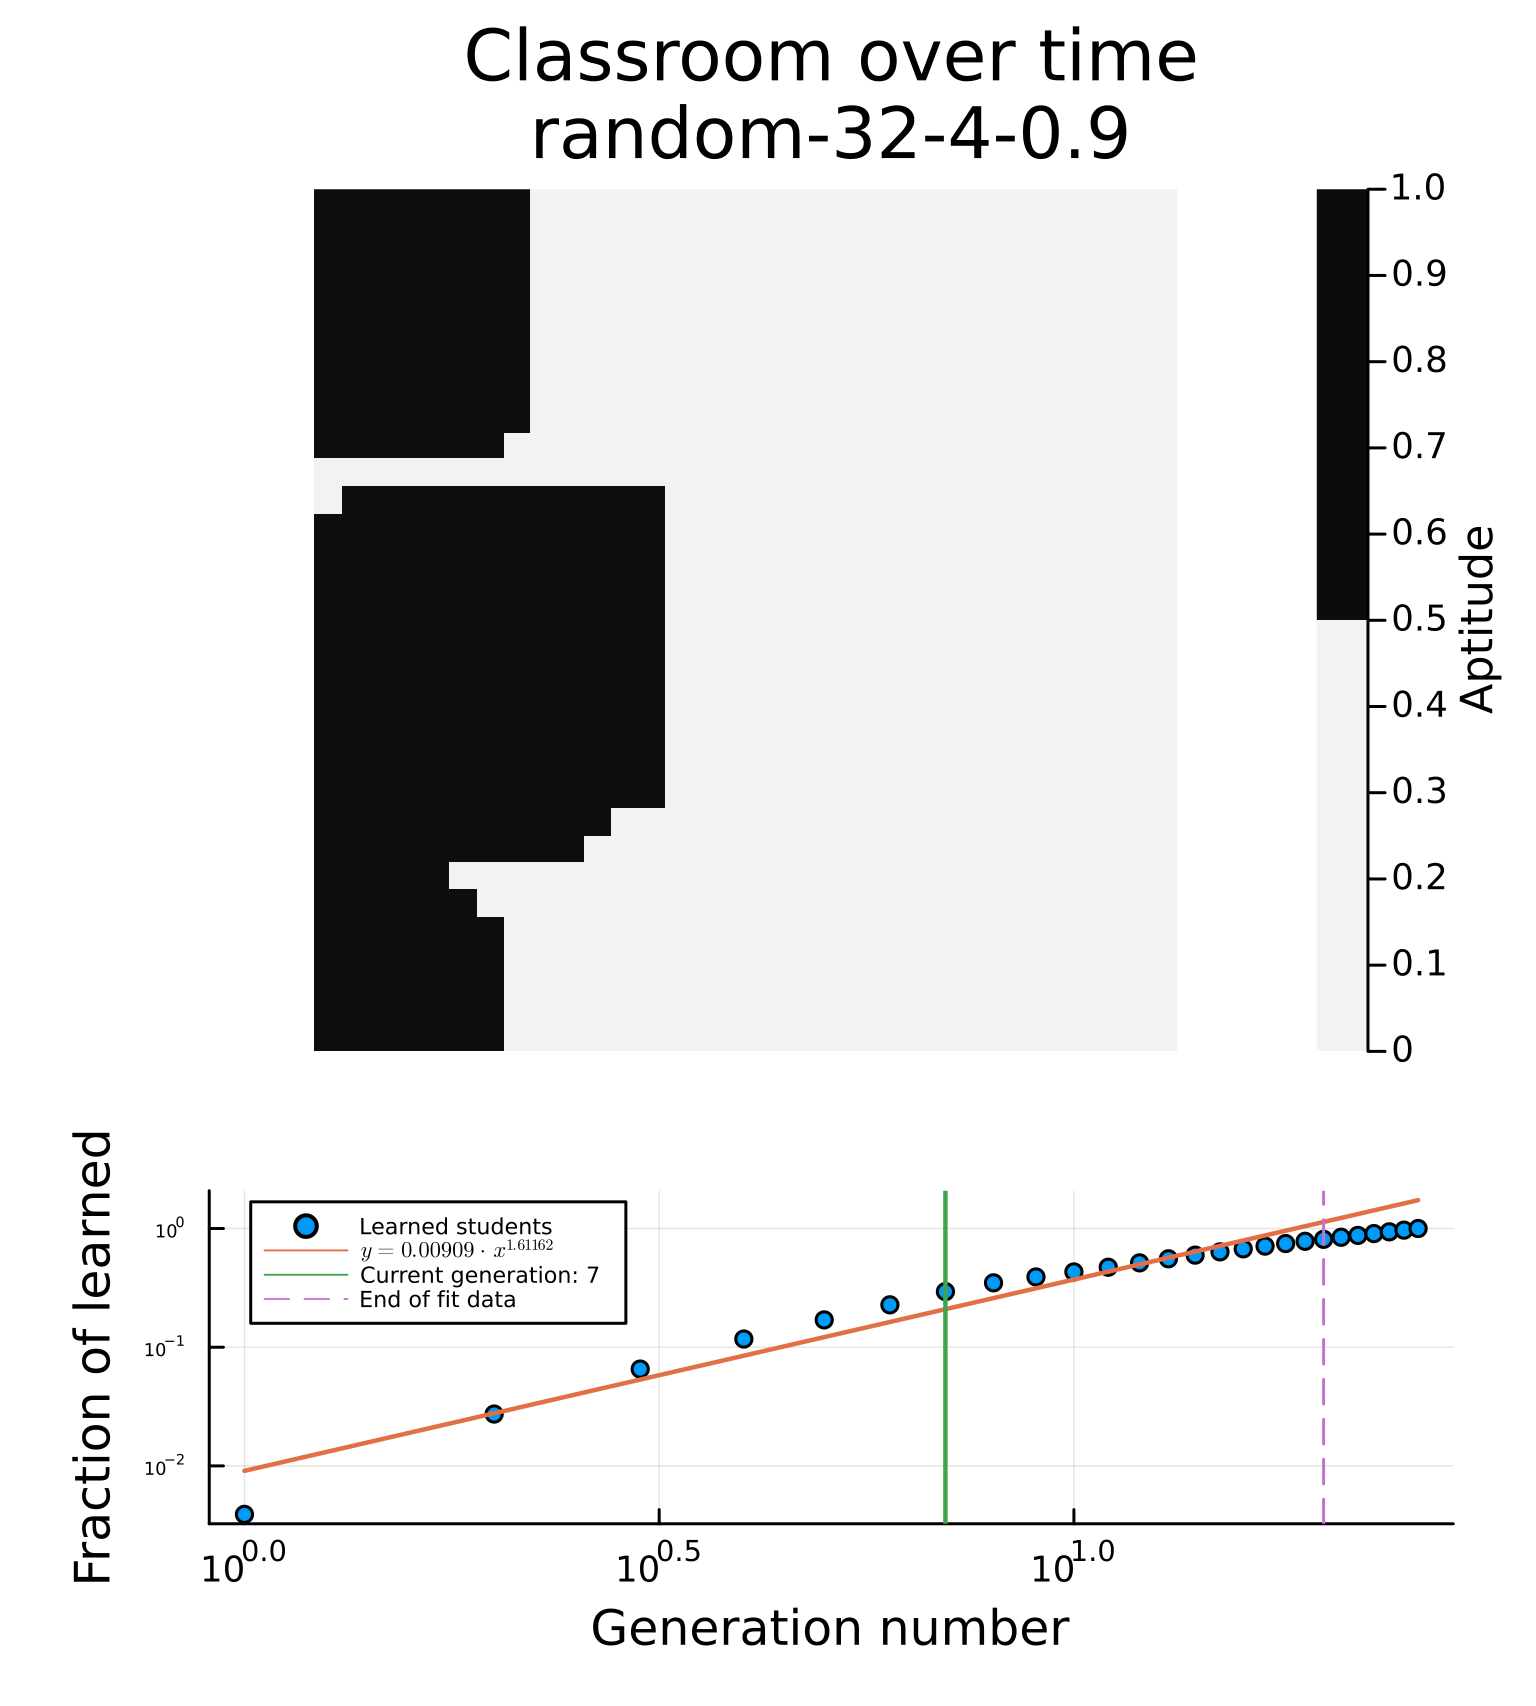 Classroom over time
random-32-4-0.9
1.0
0.9
0.8
0.7
0.6
0.5
0.4
0.3
0.2
0.1
0
Aptitude
Fraction of learned
10^0
10^-1
10^-2
Learned students
y = 0.00909 · x^1.61162
Current generation: 7
End of fit data
10^0.0
10^0.5
10^1.0
Generation number